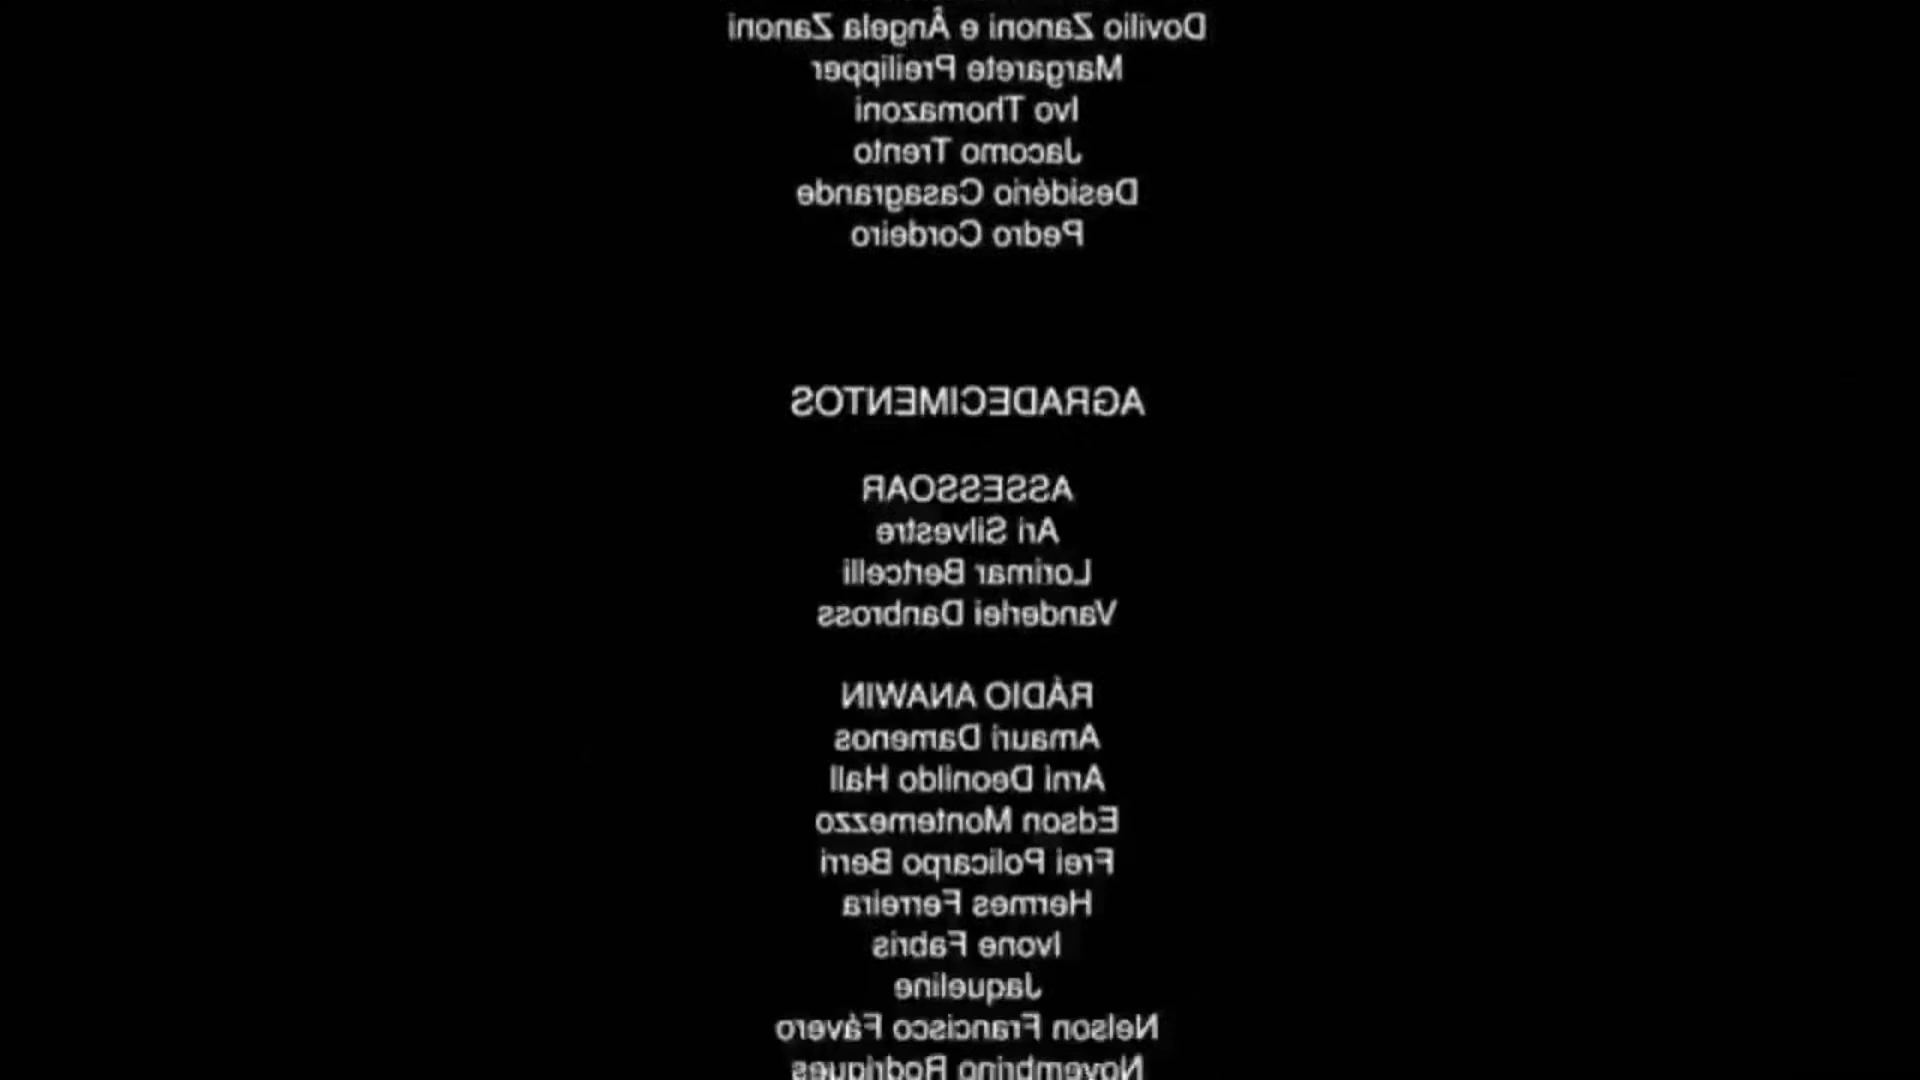 Dovilio Zanoni e Ângela Zanoni
Margarete Preilipper
Ivo Thomazoni
Jacomo Trento
Desidério Casagrande
Pedro Cordeiro
AGRADECIMENTOS
ASSESSOAR
Ari Silvestre
Lorimar Bertcelli
Vanderlei Danbross
RÁDIO ANAWIN
Amauri Damenos
Arni Deonildo Hall
Edson Montemezzo
Frei Policarpo Berri
Hermes Ferreira
Ivone Fabris
Jaqueline
Nelson Francisco Fávero
Novembrino Rodrigues